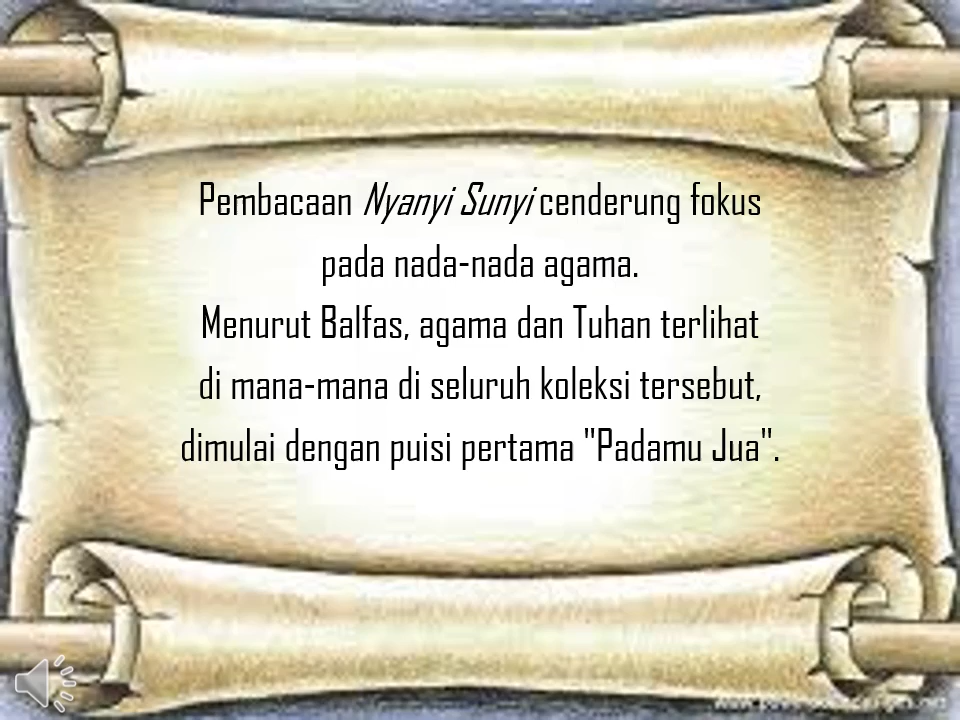 Pembacaan Nyanyi Sunyi cenderung fokus
pada nada-nada agama.
Menurut Balfas, agama dan Tuhan terlihat
di mana-mana di seluruh koleksi tersebut,
dimulai dengan puisi pertama "Padamu Jua".